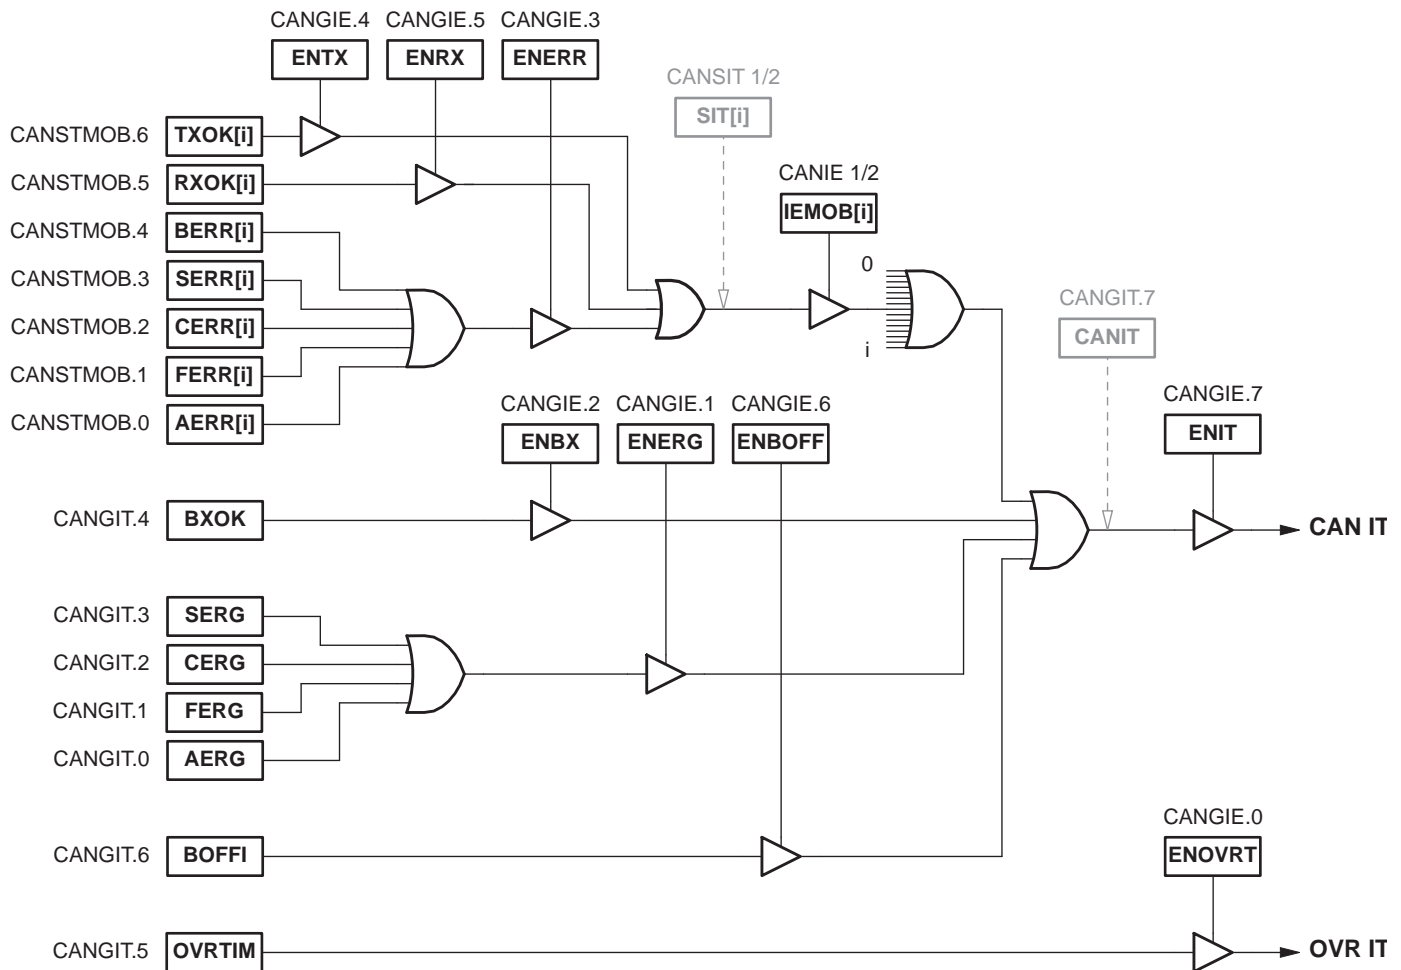 CANGIE.4 CANGIE.5 CANGIE.3
ENTX ENRX ENERR
CANSIT 1/2
SIT[i]
CANSTMOB.6 TXOK[i]
CANSTMOB.5 RXOK[i]
CANIE 1/2
IEMOB[i]
CANSTMOB.4 BERR[i]
CANSTMOB.3 SERR[i]
0
CANSTMOB.2 CERR[i]
i
CANGIT.7
CANIT
CANSTMOB.1 FERR[i]
CANSTMOB.0 AERR[i]
CANGIE.2 CANGIE.1 CANGIE.6
ENBX ENERG ENBOFF
CANGIE.7
ENIT
CANGIT.4 BXOK
CAN IT
CANGIT.3 SERG
CANGIT.2 CERG
CANGIT.1 FERG
CANGIT.0 AERG
CANGIE.0
ENOVRT
CANGIT.6 BOFFI
CANGIT.5 OVRTIM
OVR IT